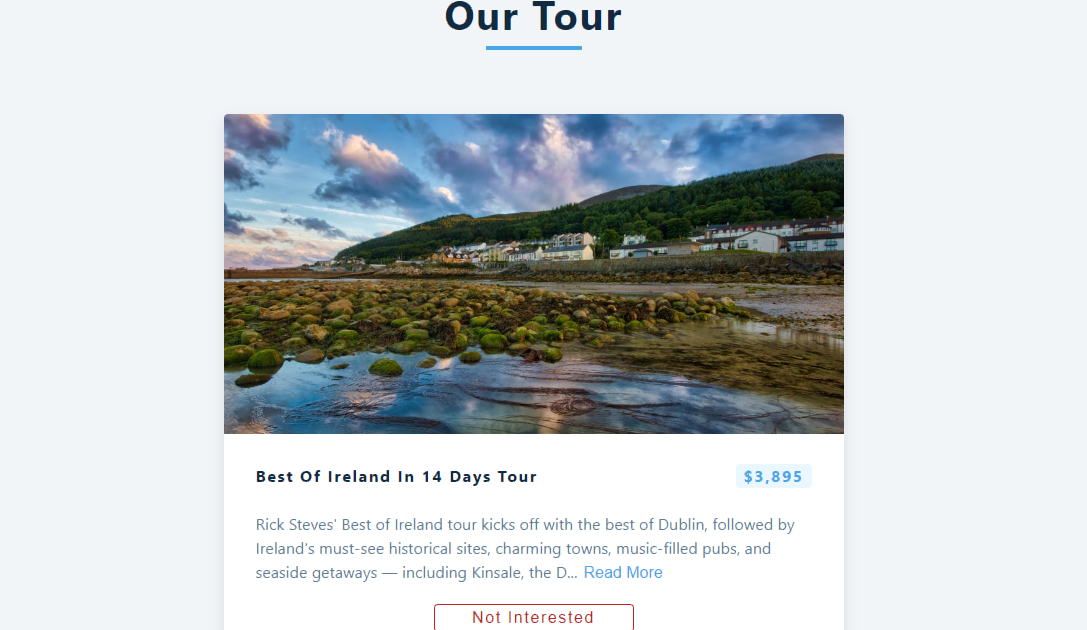 Our Tour
Best Of Ireland In 14 Days Tour
$3,895
Rick Steves' Best of Ireland tour kicks off with the best of Dublin, followed by
Ireland's must-see historical sites, charming towns, music-filled pubs, and
seaside getaways — including Kinsale, the D... Read More
Not Interested